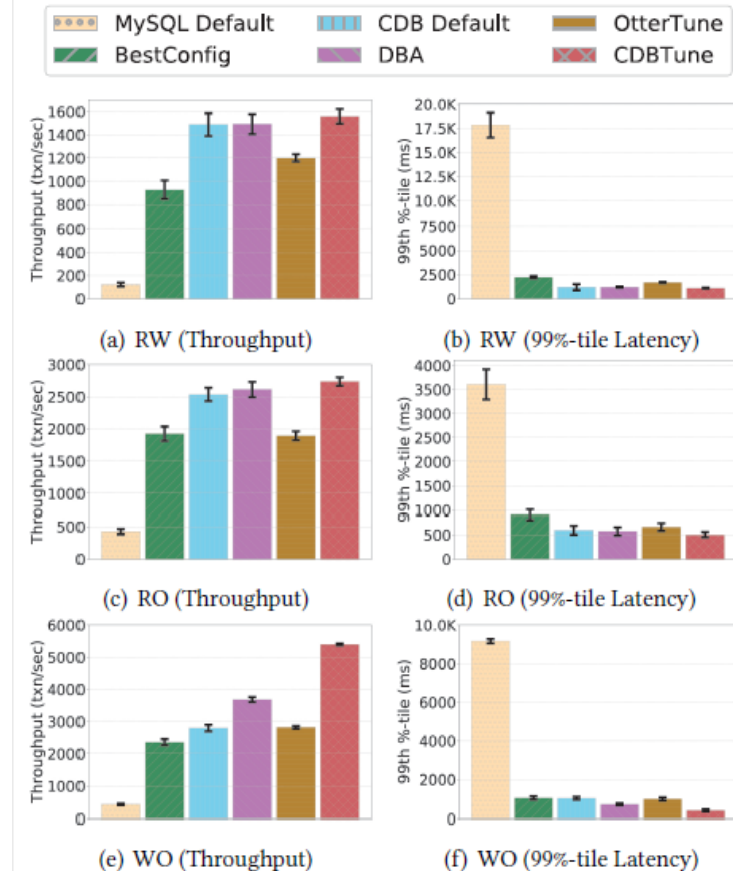 MySQL Default CDB Default OtterTune
BestConfig DBA CDBTune
Throughput (txn/sec)
1600
1400
1200
1000
800
600
400
200
0
(a) RW (Throughput)
99th %-tile (ms)
20.0K
17.5K
15.0K
12.5K
10.0K
7500
5000
2500
0
(b) RW (99%-tile Latency)
Throughput (txn/sec)
3000
2500
2000
1500
1000
500
0
(c) RO (Throughput)
99th %-tile (ms)
4000
3500
3000
2500
2000
1500
1000
500
0
(d) RO (99%-tile Latency)
Throughput (txn/sec)
6000
5000
4000
3000
2000
1000
0
(e) WO (Throughput)
99th %-tile (ms)
10.0K
8000
6000
4000
2000
0
(f) WO (99%-tile Latency)